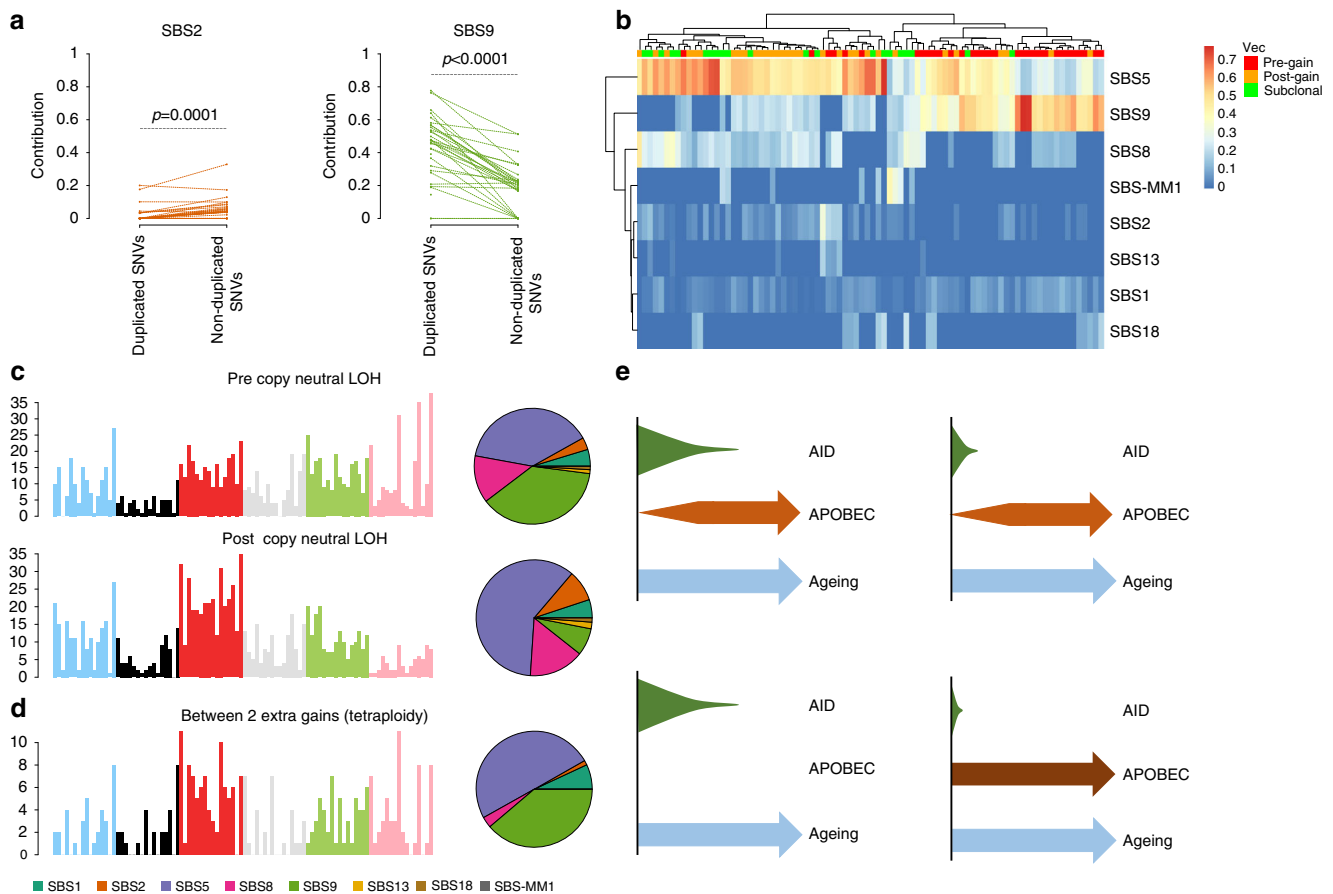 a
SBS2
SBS9
1
0.8
0.6
0.4
0.2
0
Contribution
p=0.0001
Duplicated SNVs
Non-duplicated
SNVs
1
0.8
0.6
0.4
0.2
0
Contribution
p<0.0001
Duplicated SNVs
Non-duplicated
SNVs
b
SBS5
SBS9
SBS8
SBS-MM1
SBS2
SBS13
SBS1
SBS18
0.7
0.6
0.5
0.4
0.3
0.2
0.1
0
Vec
Pre-gain
Post-gain
Subclonal
c
Pre copy neutral LOH
35
30
25
20
15
10
5
0
Post copy neutral LOH
35
30
25
20
15
10
5
0
d
Between 2 extra gains (tetraploidy)
10
8
6
4
2
0
SBS1
SBS2
SBS5
SBS8
SBS9
SBS13
SBS18
SBS-MM1
e
AID
APOBEC
Ageing
AID
APOBEC
Ageing
AID
APOBEC
Ageing
AID
APOBEC
Ageing